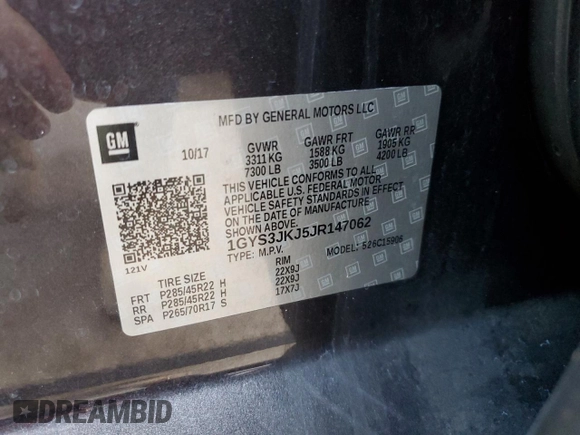 MFD BY GENERAL MOTORS LLC
GM
10/17
GVWR GAWR FRT GAWR RR
3311 KG 1588 KG 1905 KG
7300 LB 3500 LB 4200 LB
THIS VEHICLE CONFORMS TO ALL
APPLICABLE U.S. FEDERAL MOTOR
VEHICLE SAFETY STANDARDS IN EFFECT
ON THE DATE OF MANUFACTURE
SHOWN ABOVE.
1GYS3JKJ5JR147062
TYPE: M.P.V. MODEL: 526C15906
121V
TIRE SIZE RIM
FRT P285/45R22 H 22X9J
RR P285/45R22 H 22X9J
SPA P265/70R17 S 17X7J
DREAMBID